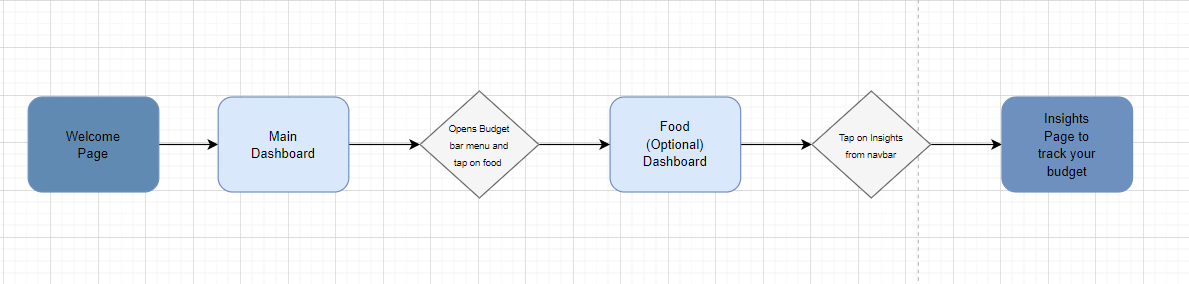 Welcome
Page
Main
Dashboard
Opens Budget
bar menu and
tap on food
Food
(Optional)
Dashboard
Tap on Insights
from navbar
Insights
Page to
track your
budget